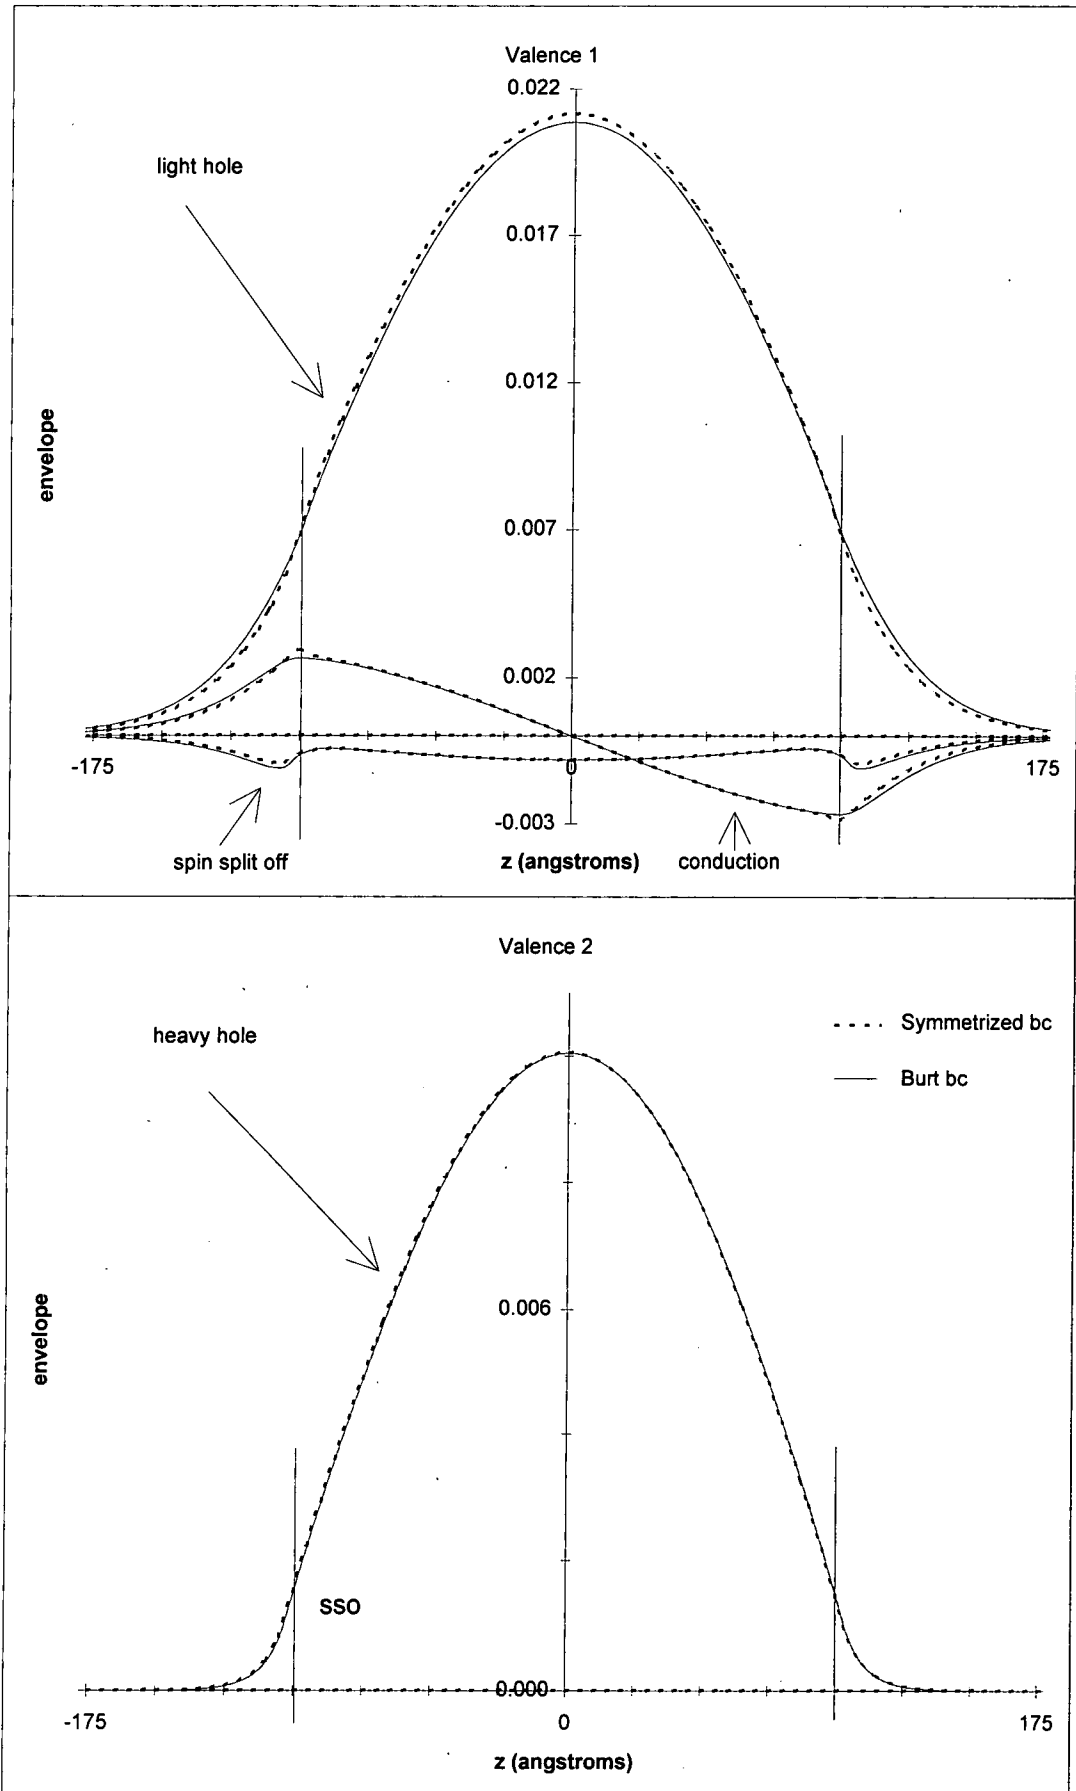 Valence 1
0.022
light hole
0.017
0.012
envelope
0.007
0.002
-175
0
175
-0.003
spin split off
z (angstroms)
conduction
Valence 2
Symmetrized bc
heavy hole
Burt bc
0.006
envelope
SSO
0.000
-175
0
175
z (angstroms)